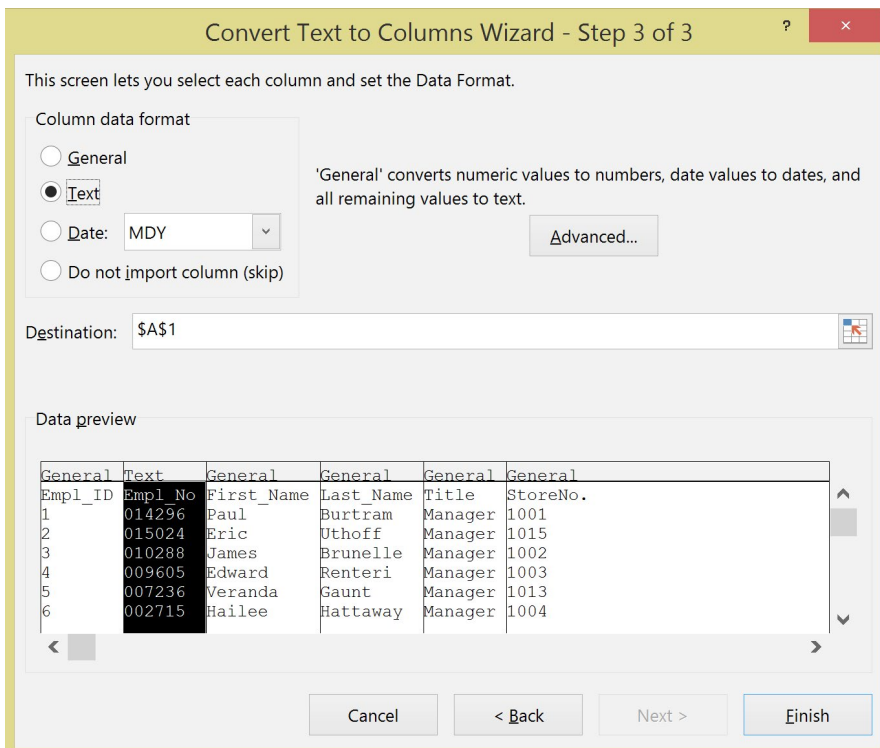 Convert Text to Columns Wizard - Step 3 of 3
?
×
This screen lets you select each column and set the Data Format.
Column data format
General
Text
Date: MDY
Do not import column (skip)
'General' converts numeric values to numbers, date values to dates, and
all remaining values to text.
Advanced...
Destination: $A$1
Data preview
General Text General General General General
Empl_ID Empl_No First_Name Last_Name Title StoreNo.
1 014296 Paul Burtram Manager 1001
2 015024 Eric Uthoff Manager 1015
3 010288 James Brunelle Manager 1002
4 009605 Edward Renteri Manager 1003
5 007236 Veranda Gaunt Manager 1013
6 002715 Hailee Hattaway Manager 1004
Cancel < Back Next > Finish